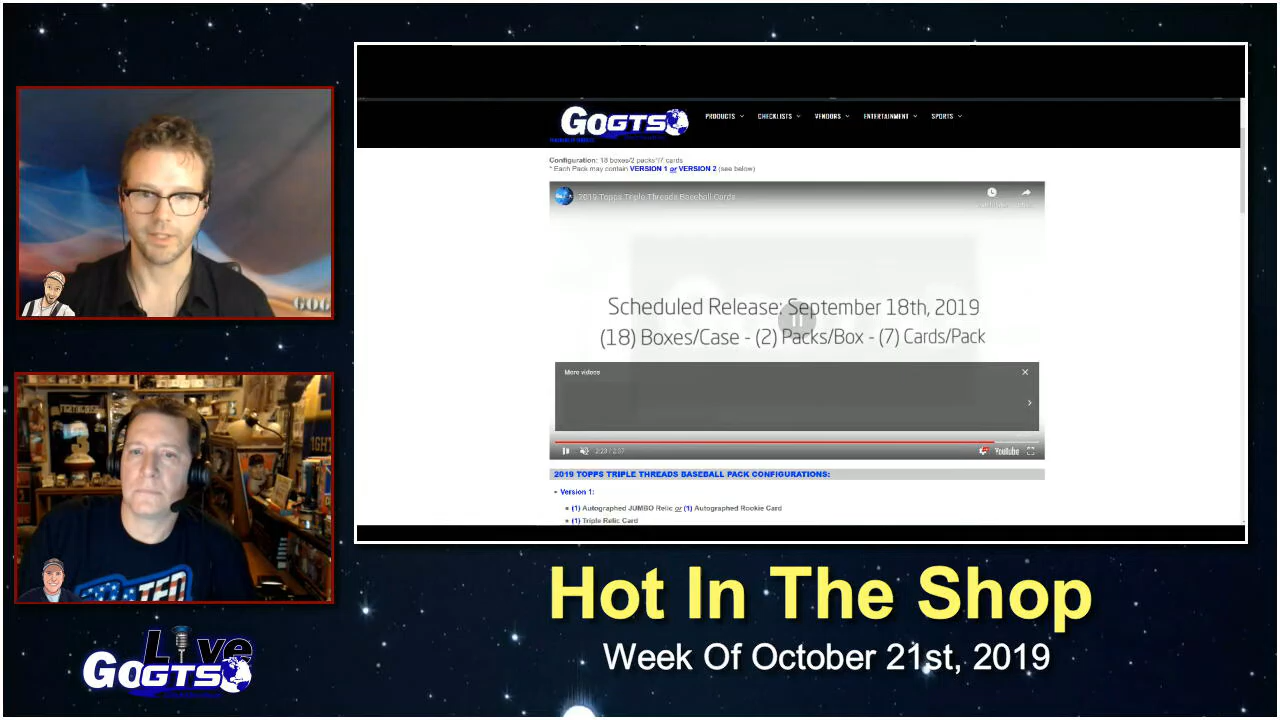 GOGTS
PRODUCTS
CHECKLISTS
VENDORS
ENTERTAINMENT
SPORTS
Configuration: 18 boxes/2 packs*/7 cards
* Each Pack may contain VERSION 1 or VERSION 2 (see below)
2019 Topps Triple Threads Baseball Cards
Scheduled Release: September 18th, 2019
(18) Boxes/Case - (2) Packs/Box - (7) Cards/Pack
More videos
YouTube
2019 TOPPS TRIPLE THREADS BASEBALL PACK CONFIGURATIONS:
Version 1:
(1) Autographed JUMBO Relic or (1) Autographed Rookie Card
(1) Triple Relic Card
3
Live
GOGTS
Hot In The Shop
Week Of October 21st, 2019